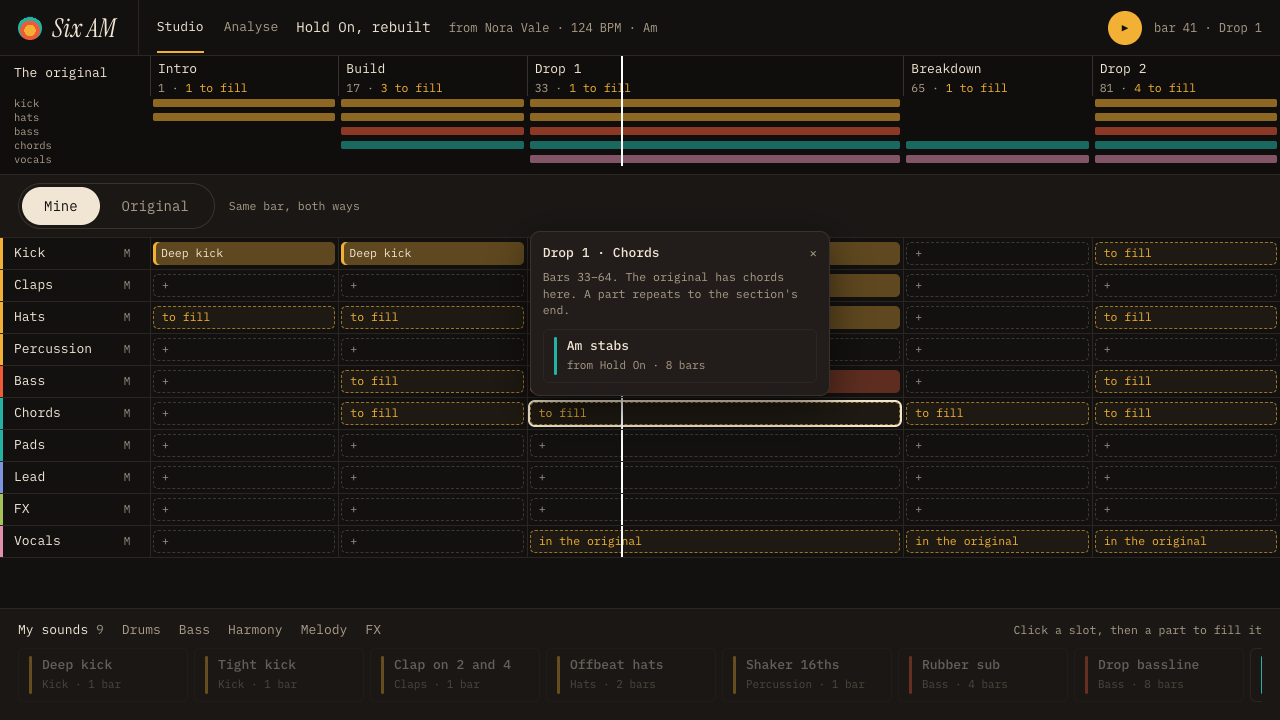 Six AM
Studio Analyse Hold On, rebuilt from Nora Vale · 124 BPM · Am
▶ bar 41 · Drop 1
The original
Intro Build Drop 1 Breakdown Drop 2
1 · 1 to fill 17 · 3 to fill 33 · 1 to fill 65 · 1 to fill 81 · 4 to fill
kick
hats
bass
chords
vocals
Mine Original Same bar, both ways
Kick M Deep kick Deep kick + to fill
Claps M + + + +
Hats M to fill to fill + to fill
Percussion M + + + +
Bass M + to fill + to fill
Drop 1 · Chords ×
Bars 33–64. The original has chords
here. A part repeats to the section's
end.
Am stabs
from Hold On · 8 bars
Chords M + to fill to fill to fill to fill
Pads M + + + + +
Lead M + + + + +
FX M + + + + +
Vocals M + + in the original in the original in the original
My sounds 9 Drums Bass Harmony Melody FX Click a slot, then a part to fill it
Deep kick Tight kick Clap on 2 and 4 Offbeat hats Shaker 16ths Rubber sub Drop bassline
Kick · 1 bar Kick · 1 bar Claps · 1 bar Hats · 2 bars Percussion · 1 bar Bass · 4 bars Bass · 8 bars